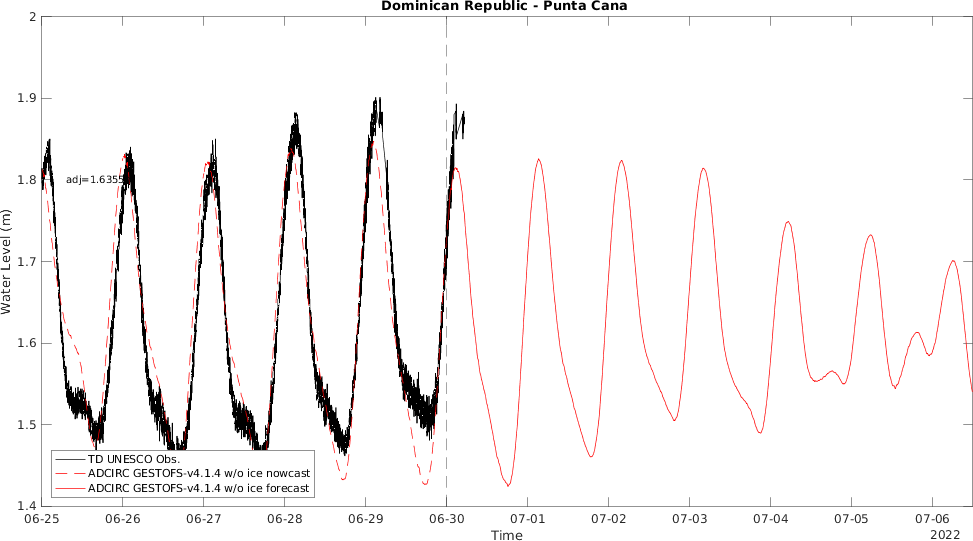 Dominican Republic - Punta Cana
2
1.9
1.8
1.7
1.6
1.5
1.4
Water Level (m)
adj=1.6355
TD UNESCO Obs.
ADCIRC GESTOFS-v4.1.4 w/o ice nowcast
ADCIRC GESTOFS-v4.1.4 w/o ice forecast
06-25 06-26 06-27 06-28 06-29 06-30 07-01 07-02 07-03 07-04 07-05 07-06
Time
2022